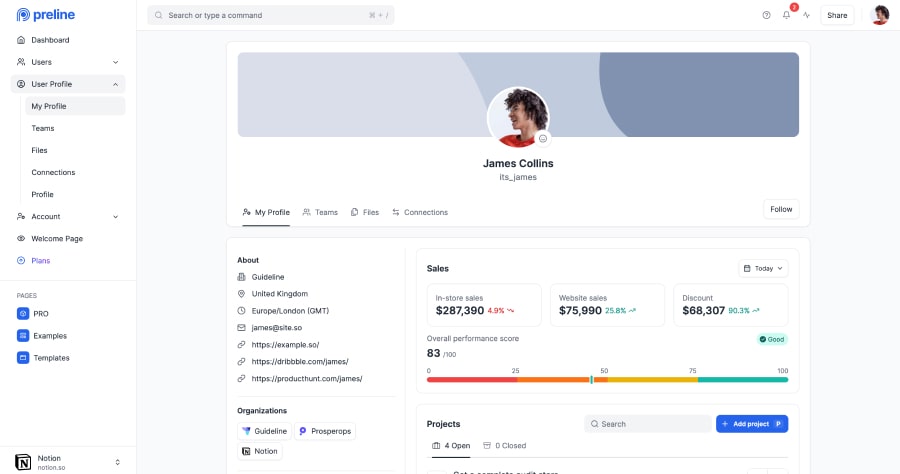 preline
Search or type a command
⌘ + /
2
Share
Dashboard
Users
User Profile
My Profile
Teams
Files
Connections
Profile
Account
Welcome Page
Plans
PAGES
PRO
Examples
Templates
Notion
notion.so
James Collins
its_james
My Profile
Teams
Files
Connections
Follow
About
Guideline
United Kingdom
Europe/London (GMT)
james@site.so
https://example.so/
https://dribbble.com/james/
https://producthunt.com/james/
Organizations
Guideline
Prosperops
Notion
Sales
Today
In-store sales
$287,390 4.9%
Website sales
$75,990 25.8%
Discount
$68,307 90.3%
Overall performance score
Good
83 /100
0 25 50 75 100
Projects
Search
Add project P
4 Open
0 Closed